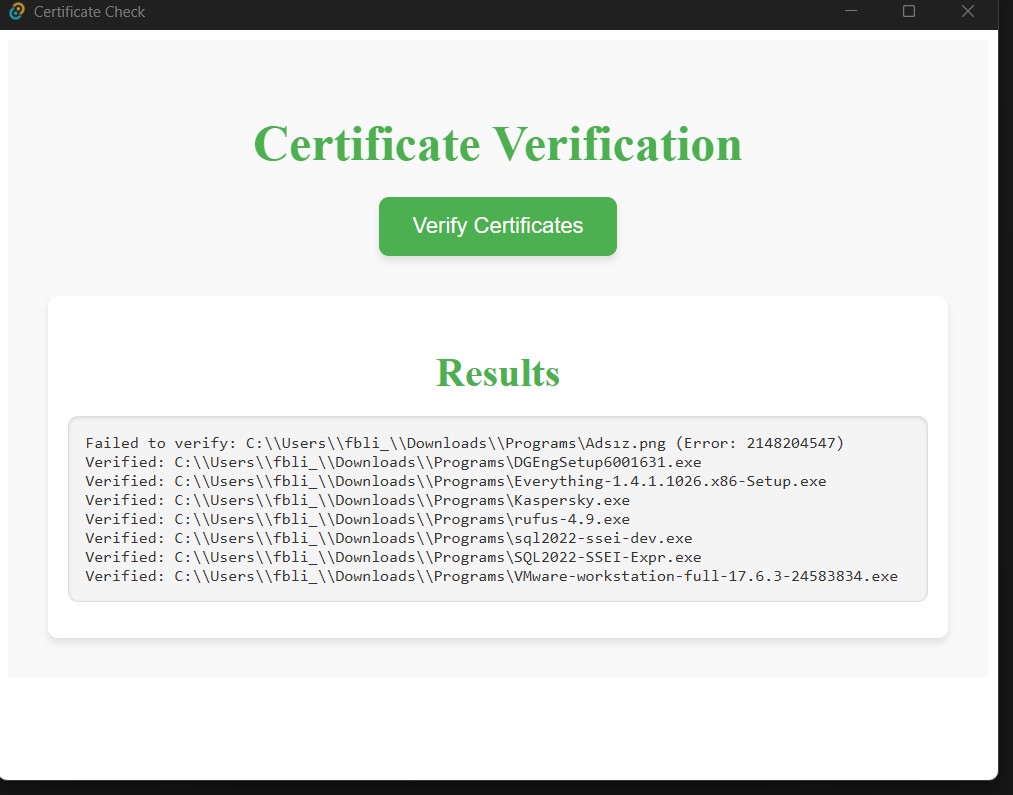 Certificate Check
Certificate Verification
Verify Certificates
Results
Failed to verify: C:\\Users\\fbli_\\Downloads\\Programs\Adsız.png (Error: 2148204547)
Verified: C:\\Users\\fbli_\\Downloads\\Programs\DGEngSetup6001631.exe
Verified: C:\\Users\\fbli_\\Downloads\\Programs\Everything-1.4.1.1026.x86-Setup.exe
Verified: C:\\Users\\fbli_\\Downloads\\Programs\Kaspersky.exe
Verified: C:\\Users\\fbli_\\Downloads\\Programs\rufus-4.9.exe
Verified: C:\\Users\\fbli_\\Downloads\\Programs\sql2022-ssei-dev.exe
Verified: C:\\Users\\fbli_\\Downloads\\Programs\SQL2022-SSEI-Expr.exe
Verified: C:\\Users\\fbli_\\Downloads\\Programs\VMware-workstation-full-17.6.3-24583834.exe